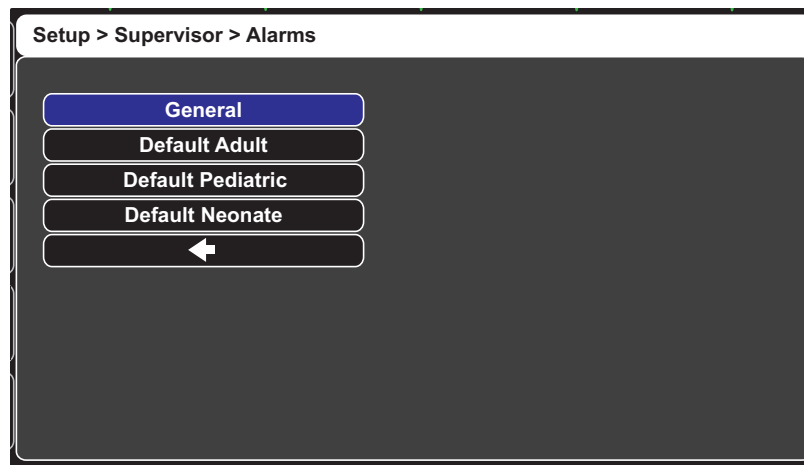 Setup > Supervisor > Alarms
General
Default Adult
Default Pediatric
Default Neonate